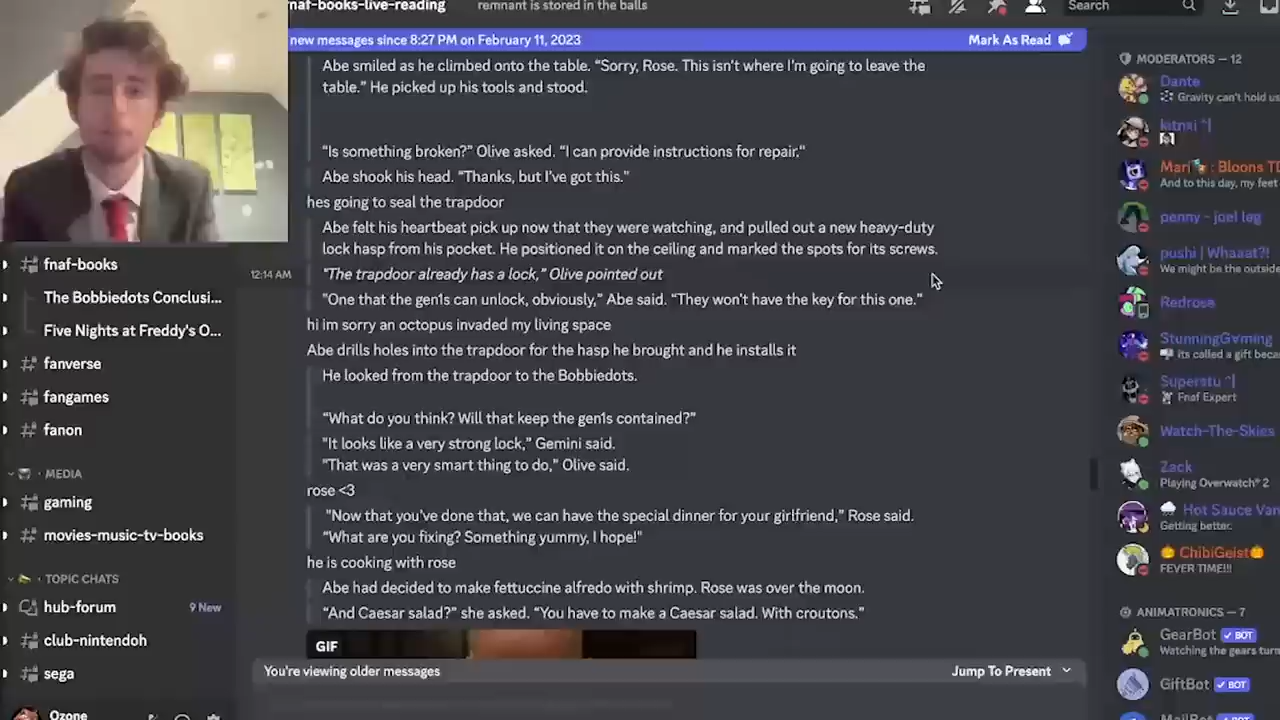 fnaf-books-live-reading
remnant is stored in the balls
Search
new messages since 8:27 PM on February 11, 2023
Mark As Read
Abe smiled as he climbed onto the table. “Sorry, Rose. This isn't where I'm going to leave the
table.” He picked up his tools and stood.
“Is something broken?” Olive asked. “I can provide instructions for repair.”
Abe shook his head. “Thanks, but I've got this.”
hes going to seal the trapdoor
Abe felt his heartbeat pick up now that they were watching, and pulled out a new heavy-duty
lock hasp from his pocket. He positioned it on the ceiling and marked the spots for its screws.
12:14 AM
“The trapdoor already has a lock,” Olive pointed out
“One that the gen1s can unlock, obviously,” Abe said. “They won't have the key for this one.”
hi im sorry an octopus invaded my living space
Abe drills holes into the trapdoor for the hasp he brought and he installs it
He looked from the trapdoor to the Bobbiedots.
“What do you think? Will that keep the gen1s contained?”
“It looks like a very strong lock,” Gemini said.
“That was a very smart thing to do,” Olive said.
rose <3
“Now that you've done that, we can have the special dinner for your girlfriend,” Rose said.
“What are you fixing? Something yummy, I hope!”
he is cooking with rose
Abe had decided to make fettuccine alfredo with shrimp. Rose was over the moon.
“And Caesar salad?” she asked. “You have to make a Caesar salad. With croutons.”
GIF
You're viewing older messages
Jump To Present
fnaf-books
The Bobbiedots Conclusi...
Five Nights at Freddy's O...
fanverse
fangames
fanon
MEDIA
gaming
movies-music-tv-books
TOPIC CHATS
hub-forum
9 New
club-nintendoh
sega
Ozone
MODERATORS — 12
Dante
Gravity can't hold us
kitnxi ^|
Mari : Bloons TD
And to this day, my feet
penny - joel leg
pushi | Whaaat?!
We might be the outside
Redrose
StunningGVming
its called a gift beca
Superstu ^|
Fnaf Expert
Watch-The-Skies
Zack
Playing Overwatch® 2
Hot Sauce Van
Getting better.
ChibiGeist
FEVER TIME!!!
ANIMATRONICS — 7
GearBot
BOT
Watching the gears turn
GiftBot
BOT
MailBot
BOT